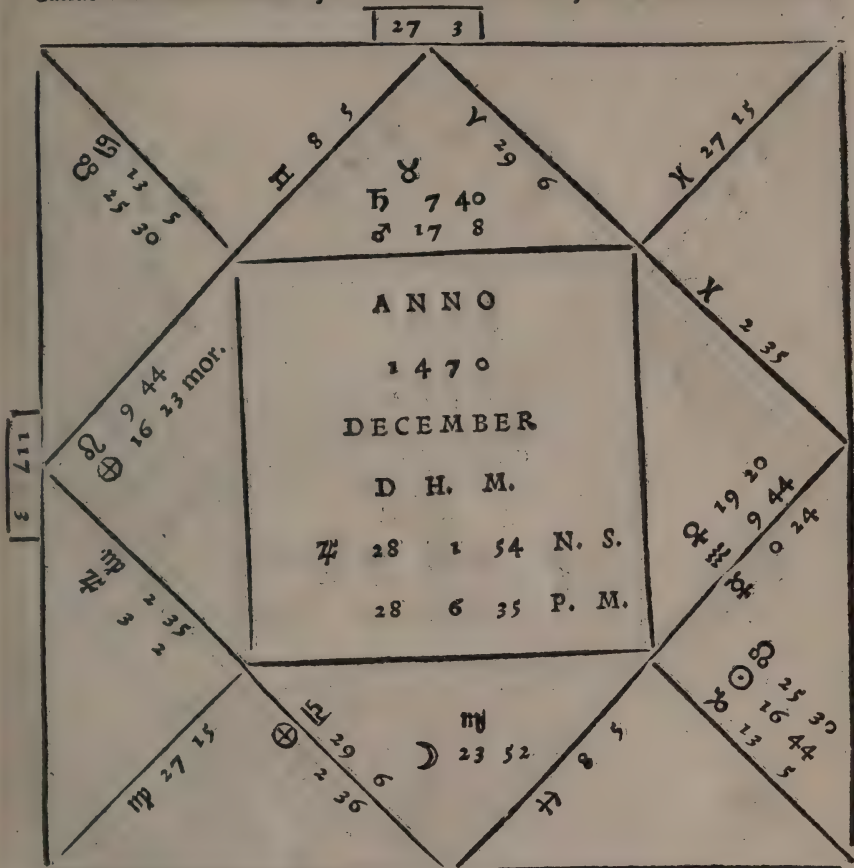 27 3
♋ 13 5
☊ 25 30
♊ 8 5
♉
♄ 7 40
♂ 17 8
♈ 29 6
♓ 27 15
♓ 2 35
ANNO
1470
DECEMBER
D H. M.
♃ 28 1 54 N. S.
28 6 35 P. M.
117 3
♌ 9 44
⊕ 16 23 mor.
♀ 19 20
♒ 9 44
☿ 0 24
♍ 2 35
♃ 3 2
☋ 25 30
☉ 16 44
♑ 13 5
♍ 27 15
♎ 29 6
⊕ 2 36
♏
☽ 23 52
♐ 8 5